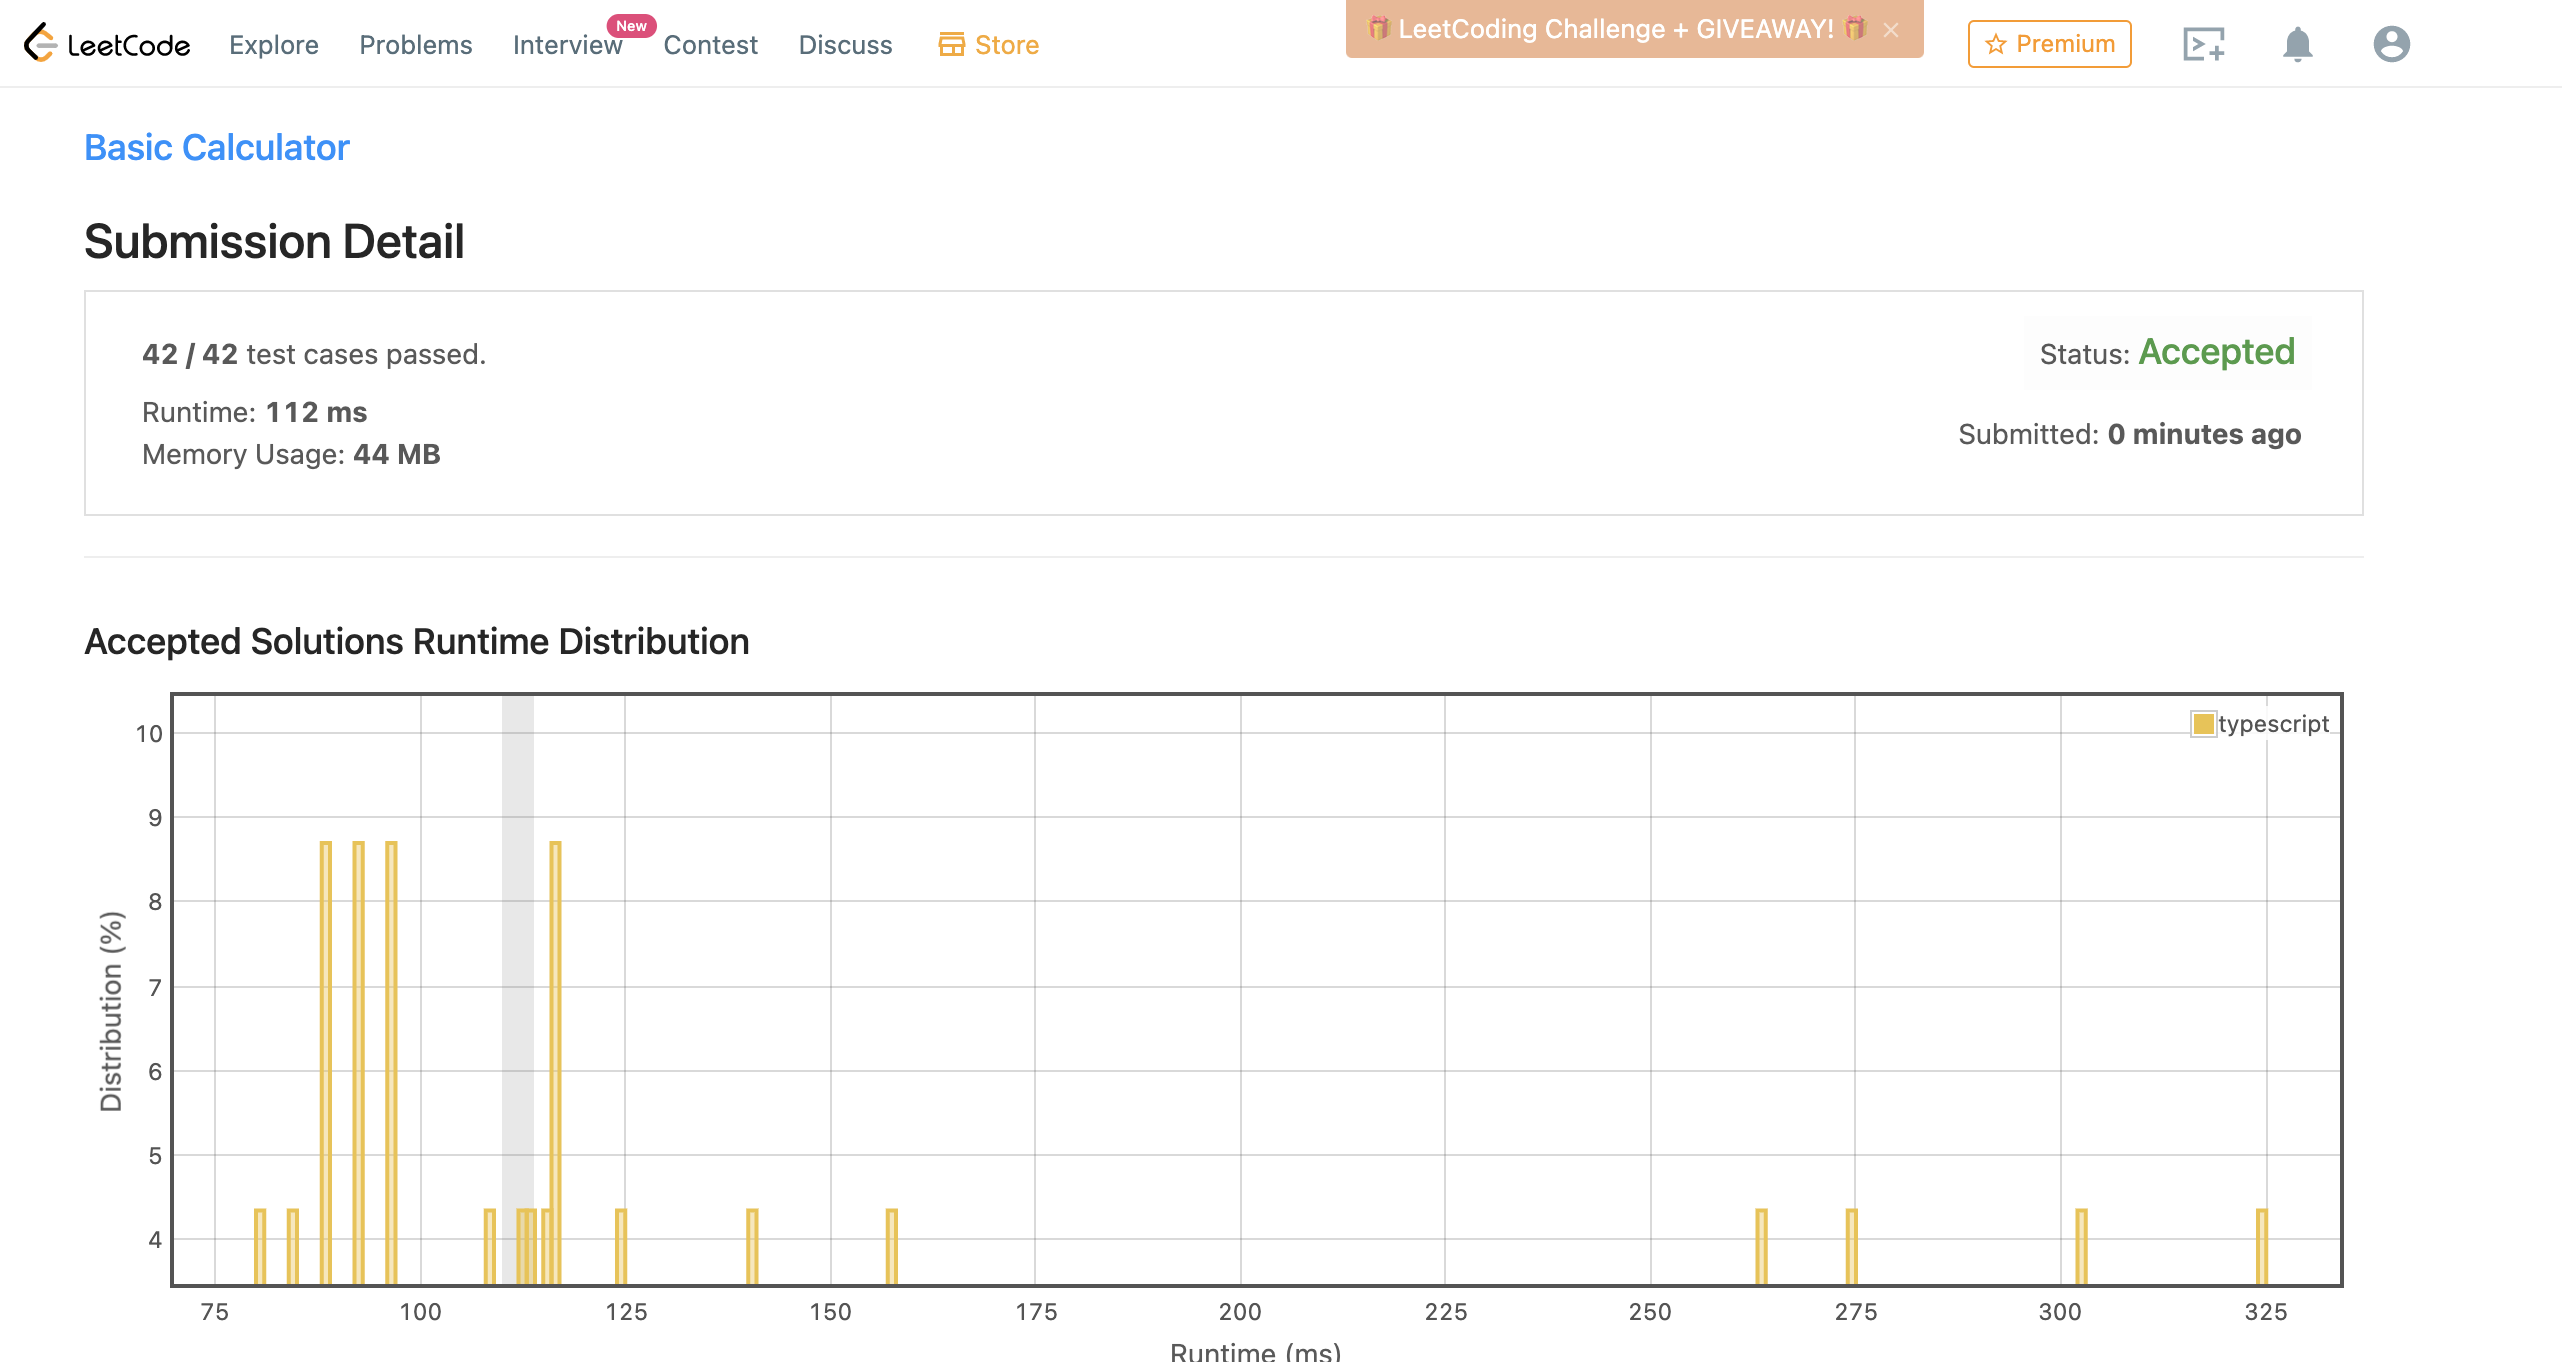 LeetCode Explore Problems Interview New Contest Discuss Store LeetCoding Challenge + GIVEAWAY! × Premium
Basic Calculator
Submission Detail
42 / 42 test cases passed.
Status: Accepted
Runtime: 112 ms
Submitted: 0 minutes ago
Memory Usage: 44 MB
Accepted Solutions Runtime Distribution
typescript
10
9
8
7
6
5
4
Distribution (%)
75 100 125 150 175 200 225 250 275 300 325
Runtime (ms)